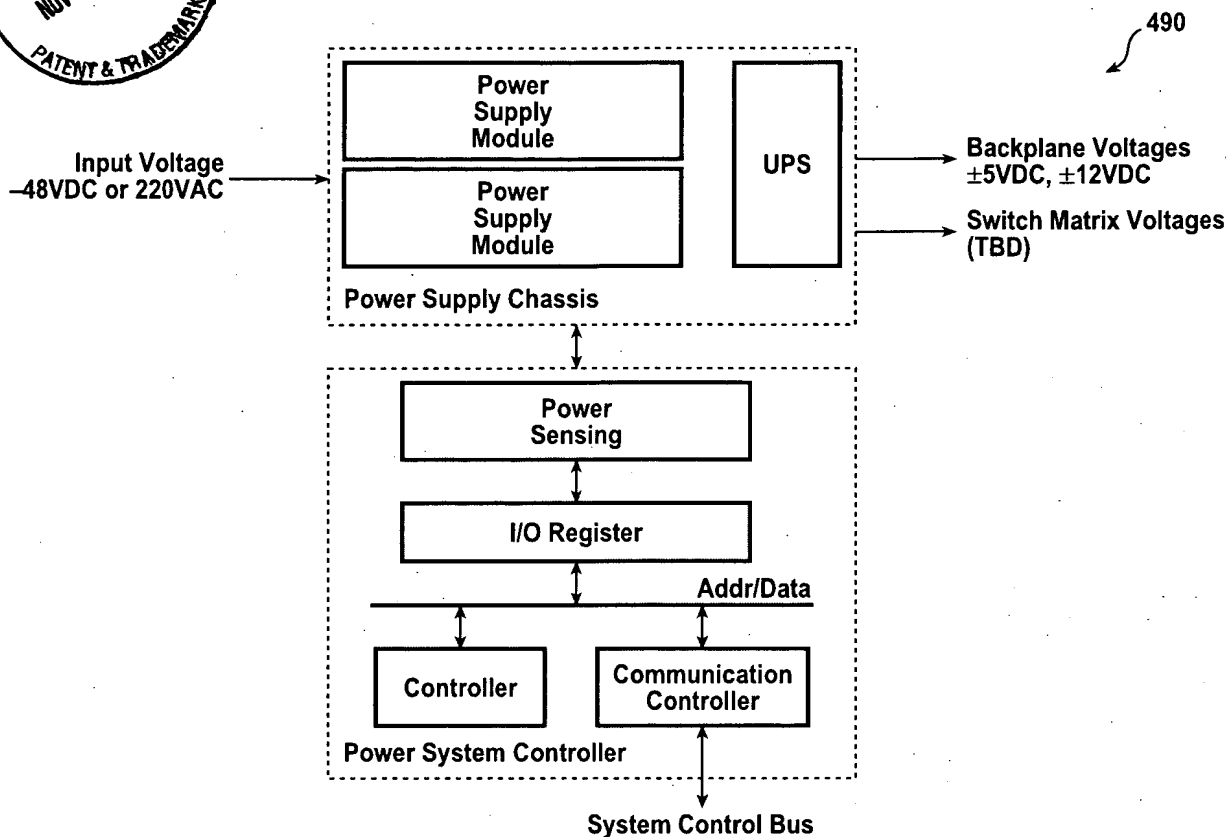 NOV
PATENT & TRADEMARK
490
Power
Supply
Module
UPS
Input Voltage
–48VDC or 220VAC
Power
Supply
Module
Backplane Voltages
±5VDC, ±12VDC
Switch Matrix Voltages
(TBD)
Power Supply Chassis
Power
Sensing
I/O Register
Addr/Data
Controller
Communication
Controller
Power System Controller
System Control Bus